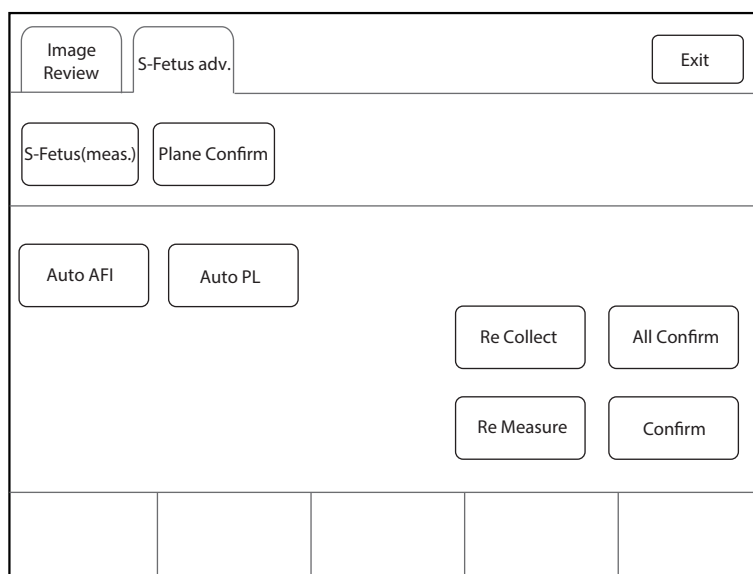 Image
Review
S-Fetus adv.
Exit
S-Fetus(meas.)
Plane Confirm
Auto AFI
Auto PL
Re Collect
All Confirm
Re Measure
Confirm